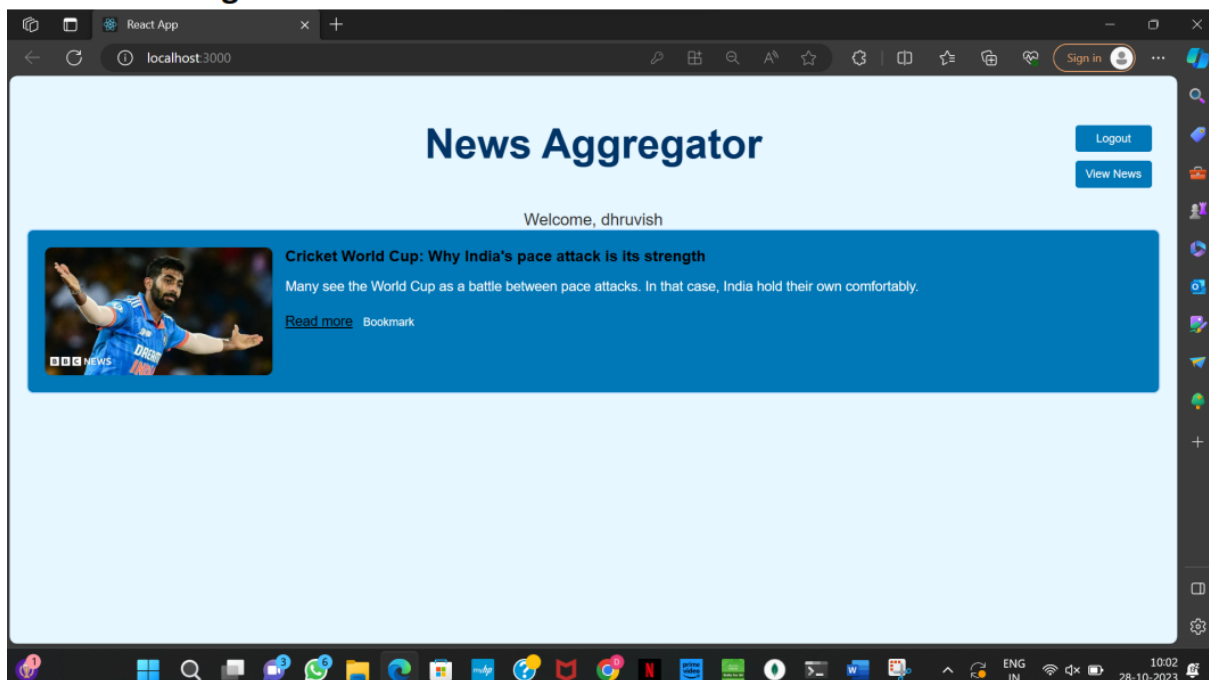 React App
localhost:3000
Sign in
News Aggregator
Logout
View News
Welcome, dhruvish
Cricket World Cup: Why India's pace attack is its strength
Many see the World Cup as a battle between pace attacks. In that case, India hold their own comfortably.
Read more Bookmark
BBC NEWS
DREAM
INDIA
ENG
IN
10:02
28-10-2023